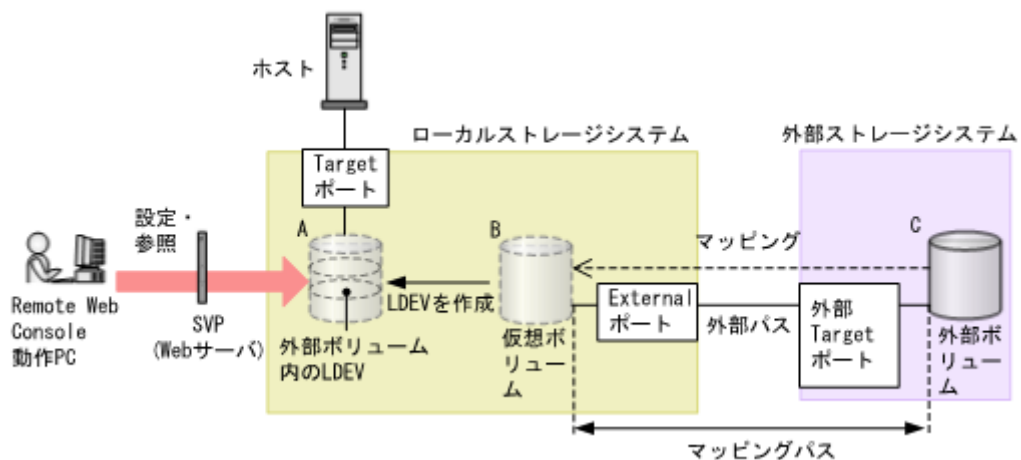 ホスト
ローカルストレージシステム
外部ストレージシステム
Target
ポート
設定・
参照
A
B
C
マッピング
LDEVを作成
External
ポート
外部パス
外部
Target
ポート
Remote Web
Console
動作PC
SVP
(Webサーバ)
外部ボリューム
内のLDEV
仮想ボ
リュー
ム
外部ボ
リュー
ム
マッピングパス